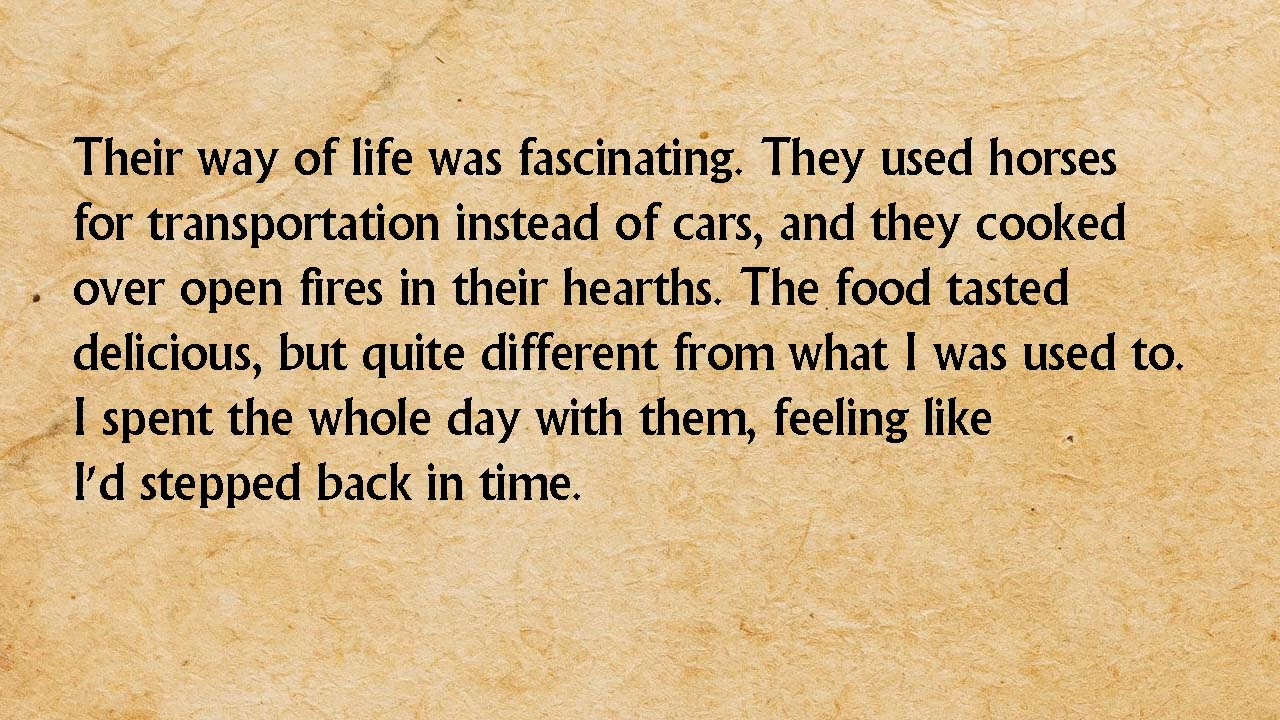 Their way of life was fascinating. They used horses
for transportation instead of cars, and they cooked
over open fires in their hearths. The food tasted
delicious, but quite different from what I was used to.
I spent the whole day with them, feeling like
I'd stepped back in time.